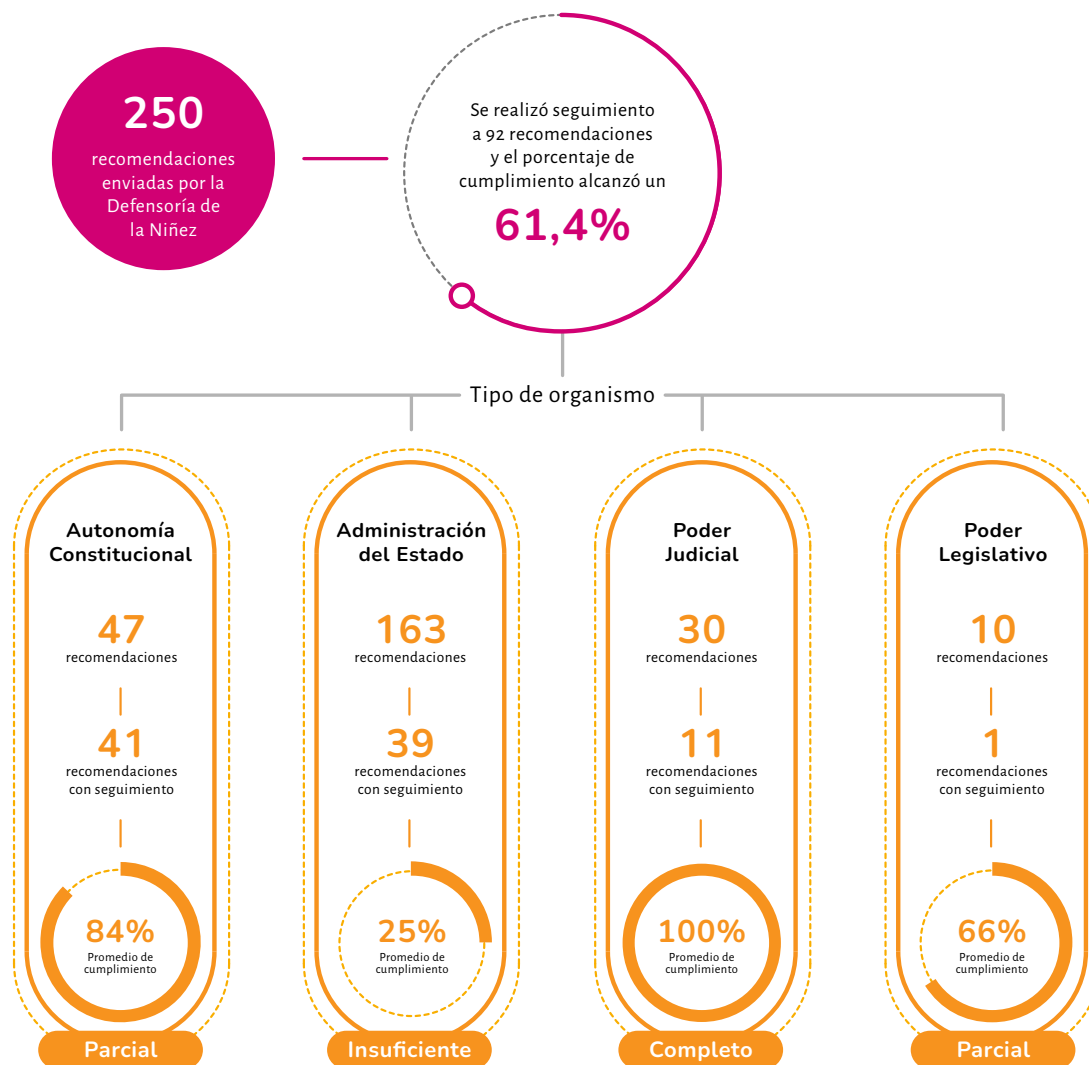 250
recomendaciones
enviadas por la
Defensoría de
la Niñez
Se realizó seguimiento
a 92 recomendaciones
y el porcentaje de
cumplimiento alcanzó un
61,4%
Tipo de organismo
Autonomía
Constitucional
47
recomendaciones
41
recomendaciones
con seguimiento
84%
Promedio de
cumplimiento
Parcial
Administración
del Estado
163
recomendaciones
39
recomendaciones
con seguimiento
25%
Promedio de
cumplimiento
Insuficiente
Poder
Judicial
30
recomendaciones
11
recomendaciones
con seguimiento
100%
Promedio de
cumplimiento
Completo
Poder
Legislativo
10
recomendaciones
1
recomendaciones
con seguimiento
66%
Promedio de
cumplimiento
Parcial